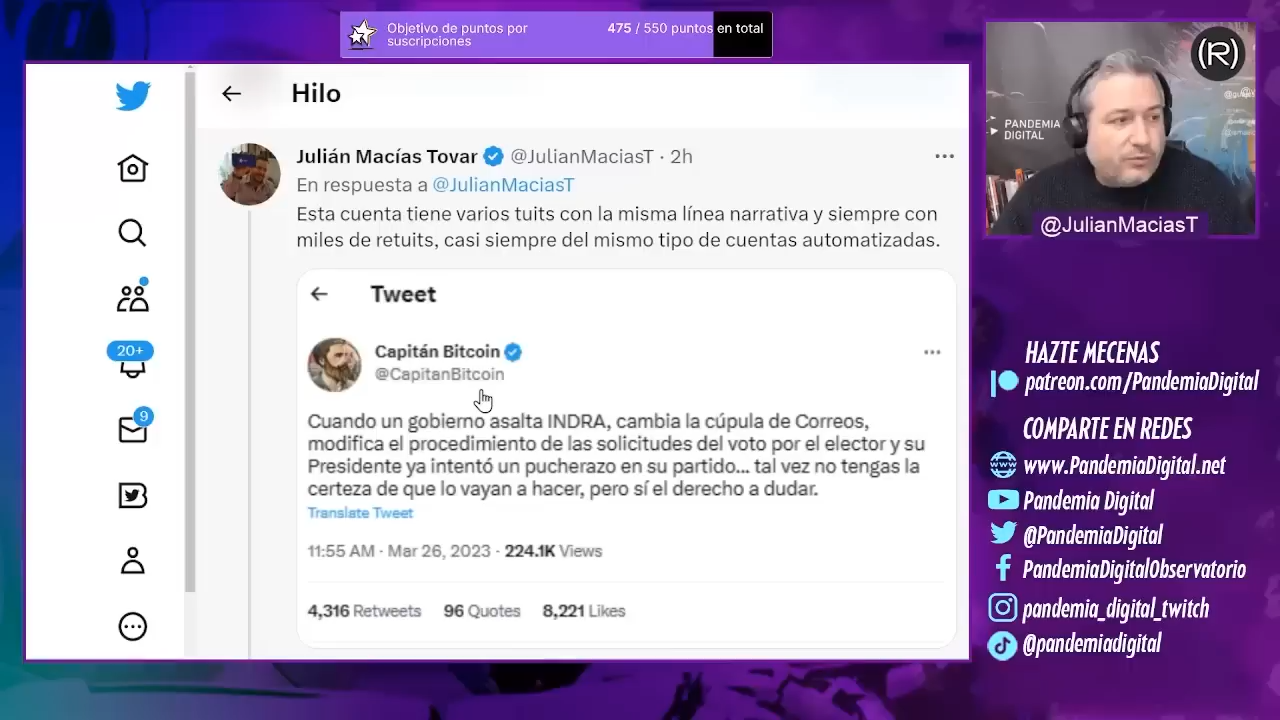 Objetivo de puntos por
suscripciones
475 / 550 puntos en total
Hilo
Julián Macías Tovar @JulianMaciasT · 2h
En respuesta a @JulianMaciasT
Esta cuenta tiene varios tuits con la misma línea narrativa y siempre con
miles de retuits, casi siempre del mismo tipo de cuentas automatizadas.
Tweet
Capitán Bitcoin
@CapitanBitcoin
Cuando un gobierno asalta INDRA, cambia la cúpula de Correos,
modifica el procedimiento de las solicitudes del voto por el elector y su
Presidente ya intentó un pucherazo en su partido... tal vez no tengas la
certeza de que lo vayan a hacer, pero sí el derecho a dudar.
Translate Tweet
11:55 AM · Mar 26, 2023 · 224.1K Views
4,316 Retweets 96 Quotes 8,221 Likes
20+
9
(R)
PANDEMIA
DIGITAL
@JulianMaciasT
HAZTE MECENAS
patreon.com/PandemiaDigital
COMPARTE EN REDES
www.PandemiaDigital.net
Pandemia Digital
@PandemiaDigital
PandemiaDigitalObservatorio
pandemia_digital_twitch
@pandemiadigital